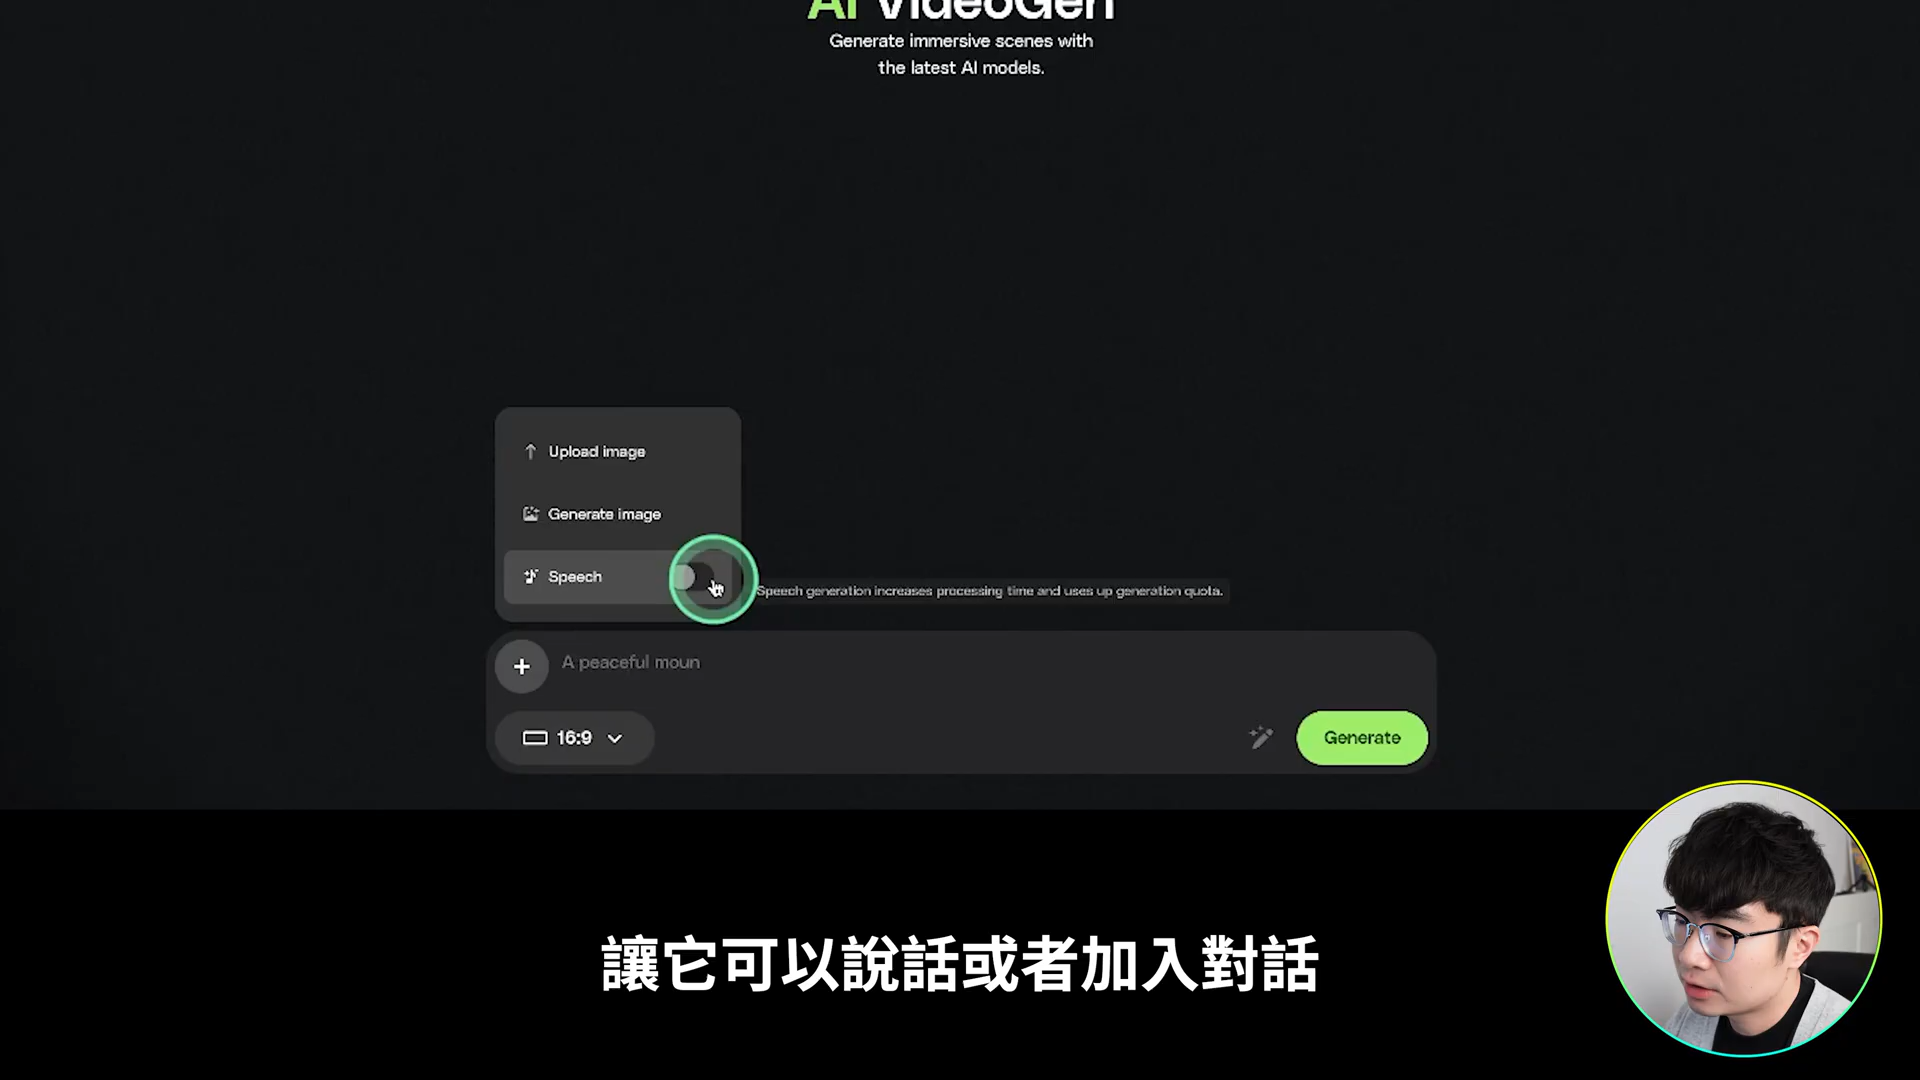 AI VideoGen
Generate immersive scenes with
the latest AI models.
Upload image
Generate image
Speech
Speech generation increases processing time and uses up generation quota.
A peaceful moun
16:9
Generate
讓它可以說話或者加入對話